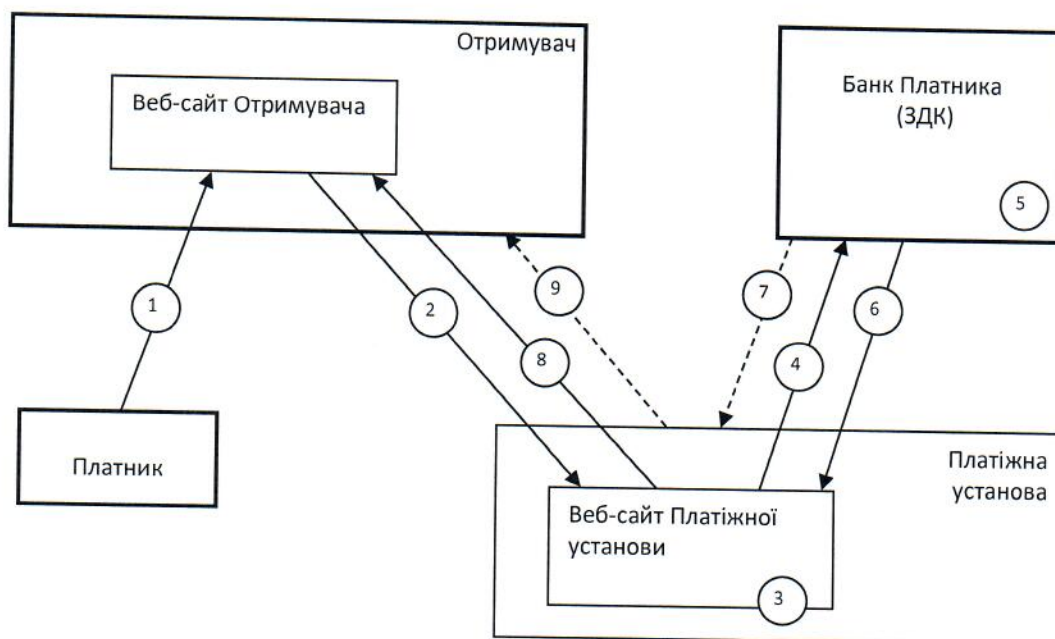 Отримувач
Веб-сайт Отримувача
Банк Платника
(ЗДК)
5
1
2
9
7
6
8
4
Платник
Платіжна
установа
Веб-сайт Платіжної
установи
3